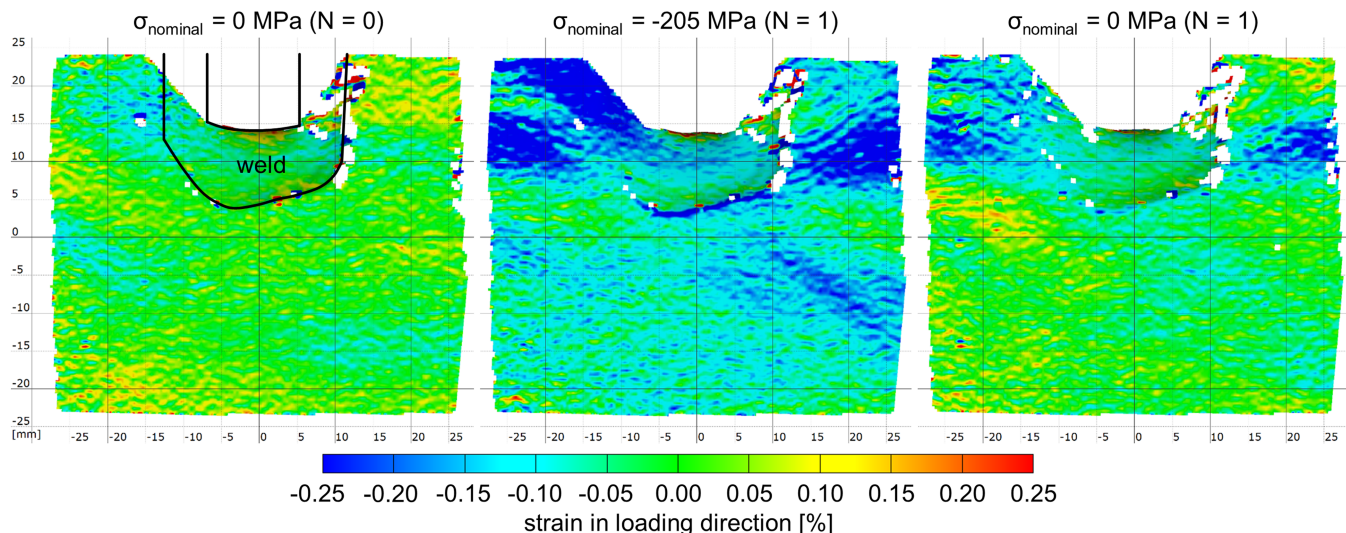 σnominal = 0 MPa (N = 0) σnominal = -205 MPa (N = 1) σnominal = 0 MPa (N = 1)
25
20
15
10
5
0
-5
-10
-15
-20
-25
weld
[mm] -25 -20 -15 -10 -5 0 5 10 15 20 25 -25 -20 -15 -10 -5 0 5 10 15 20 25 -25 -20 -15 -10 -5 0 5 10 15 20 25
-0.25 -0.20 -0.15 -0.10 -0.05 0.00 0.05 0.10 0.15 0.20 0.25
strain in loading direction [%]